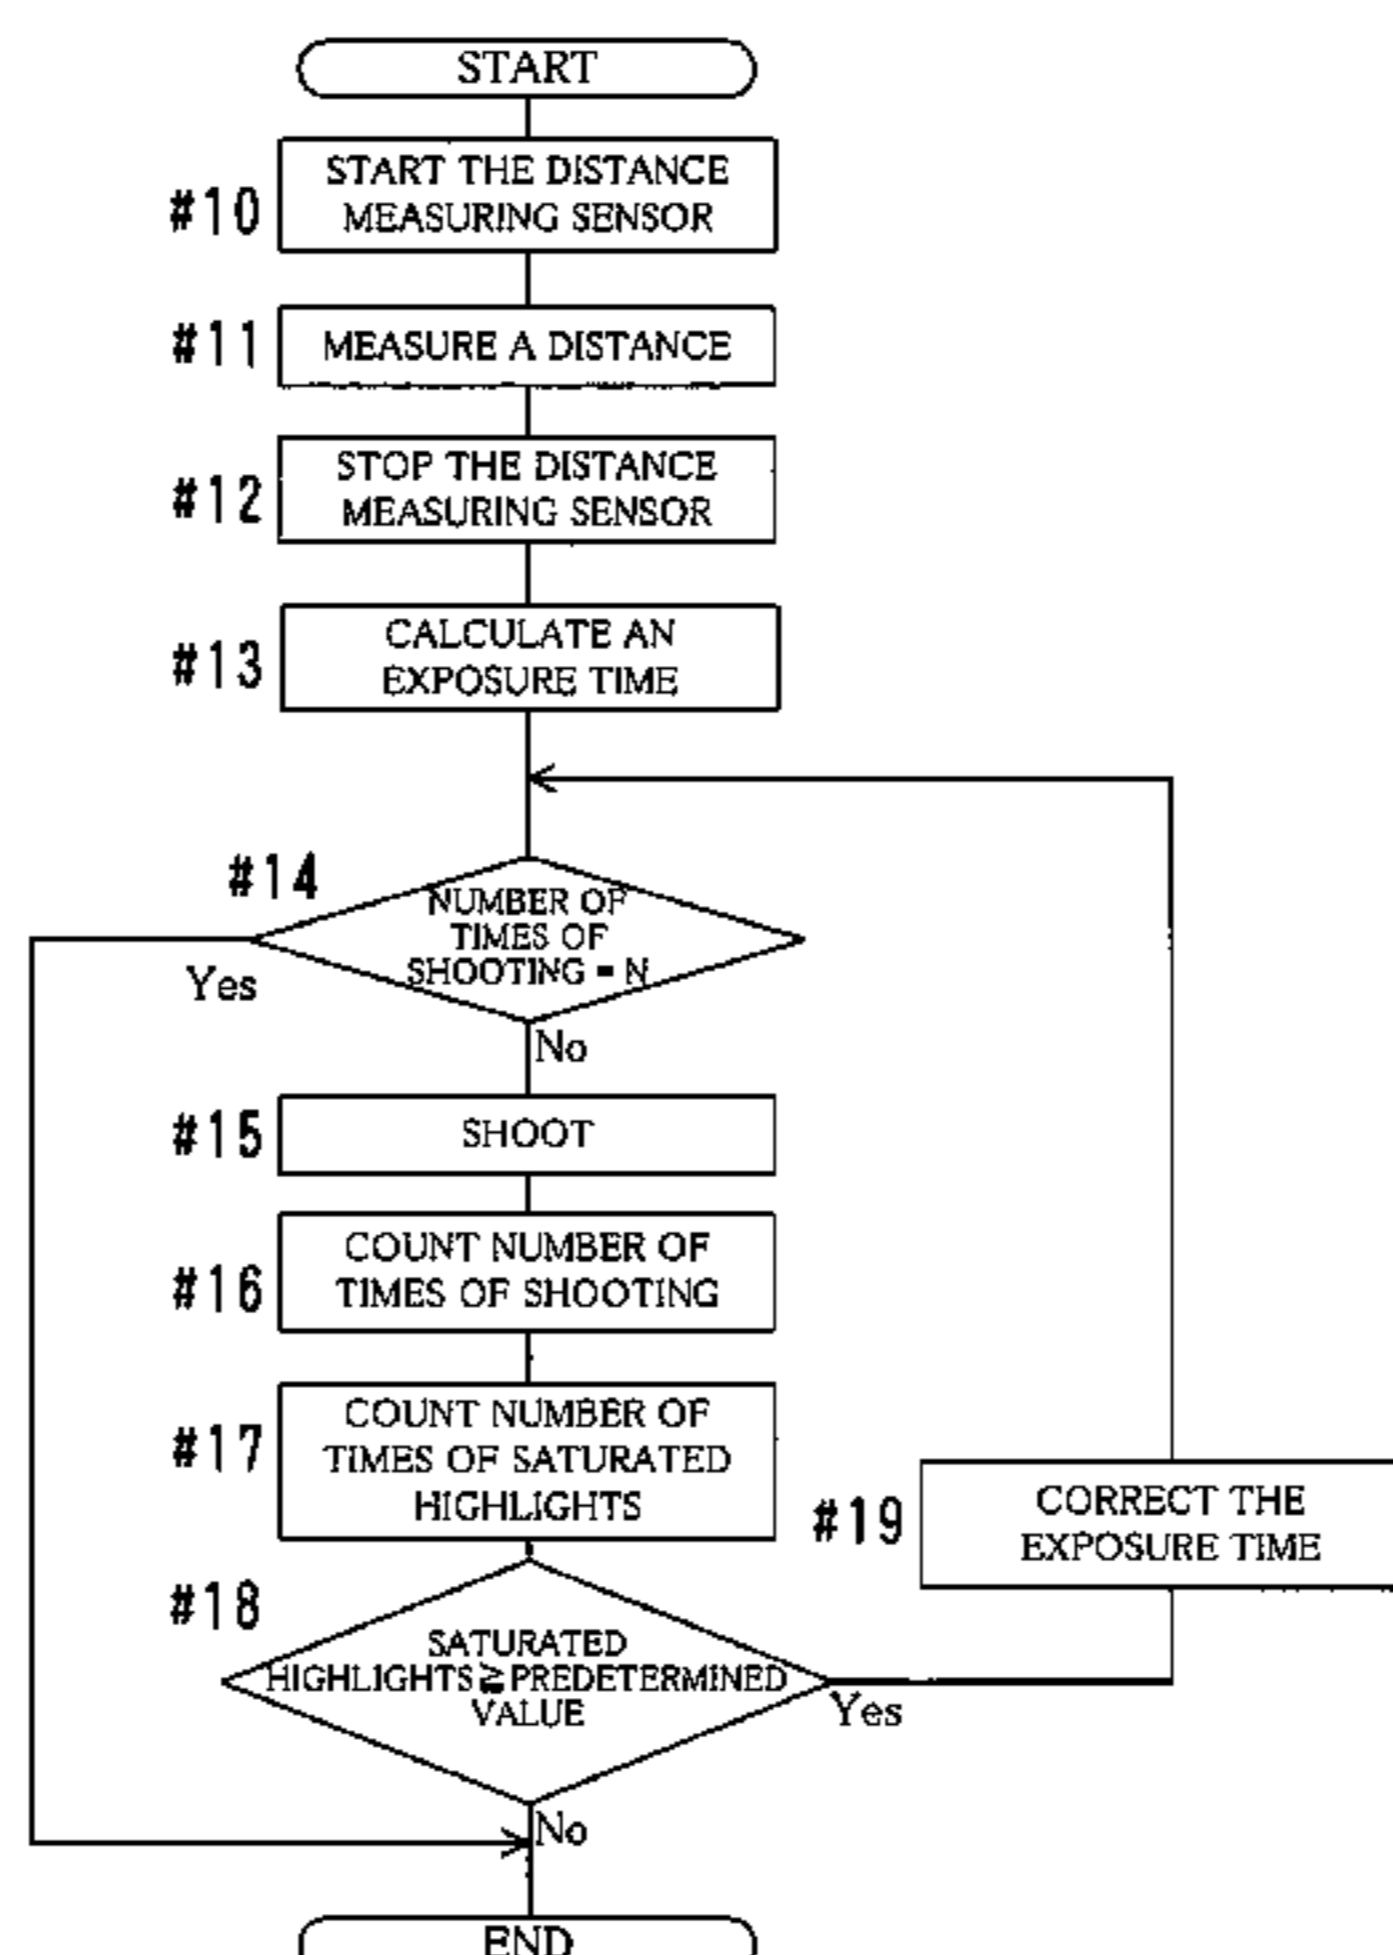 START
#10
START THE DISTANCE
MEASURING SENSOR
#11
MEASURE A DISTANCE
#12
STOP THE DISTANCE
MEASURING SENSOR
#13
CALCULATE AN
EXPOSURE TIME
#14
NUMBER OF
TIMES OF
SHOOTING = N
Yes
No
#15
SHOOT
#16
COUNT NUMBER OF
TIMES OF SHOOTING
#17
COUNT NUMBER OF
TIMES OF SATURATED
HIGHLIGHTS
#19
CORRECT THE
EXPOSURE TIME
#18
SATURATED
HIGHLIGHTS≧PREDETERMINED
VALUE
Yes
No
END